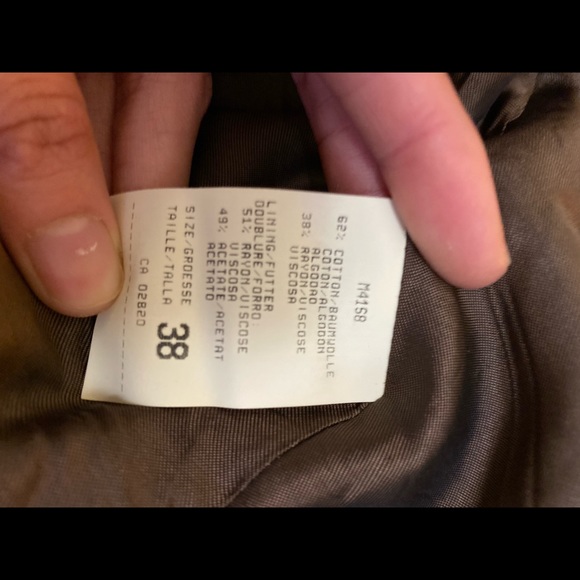 M4158
62% COTTON/BAUMWOLLE
COTON/ALGODON
ALGODAO
38% RAYON/VISCOSE
VISCOSA
LINING/FUTTER
DOUBLURE/FORRO:
51% RAYON/VISCOSE
VISCOSA
49% ACETATE/ACETAT
ACETATO
SIZE/GROESSE
TAILLE/TALLA 38
CA 02820